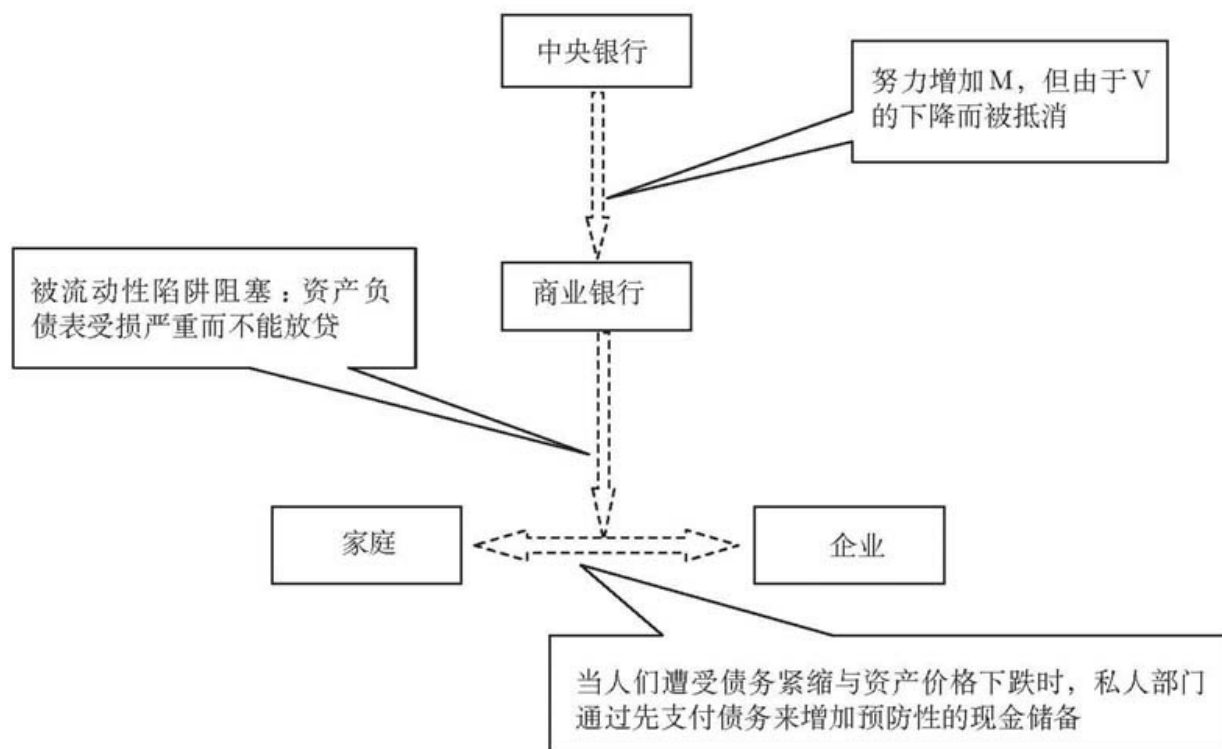 中央银行
努力增加M，但由于V
的下降而被抵消
被流动性陷阱阻塞：资产负
债表受损严重而不能放贷
商业银行
家庭
企业
当人们遭受债务紧缩与资产价格下跌时，私人部门
通过先支付债务来增加预防性的现金储备